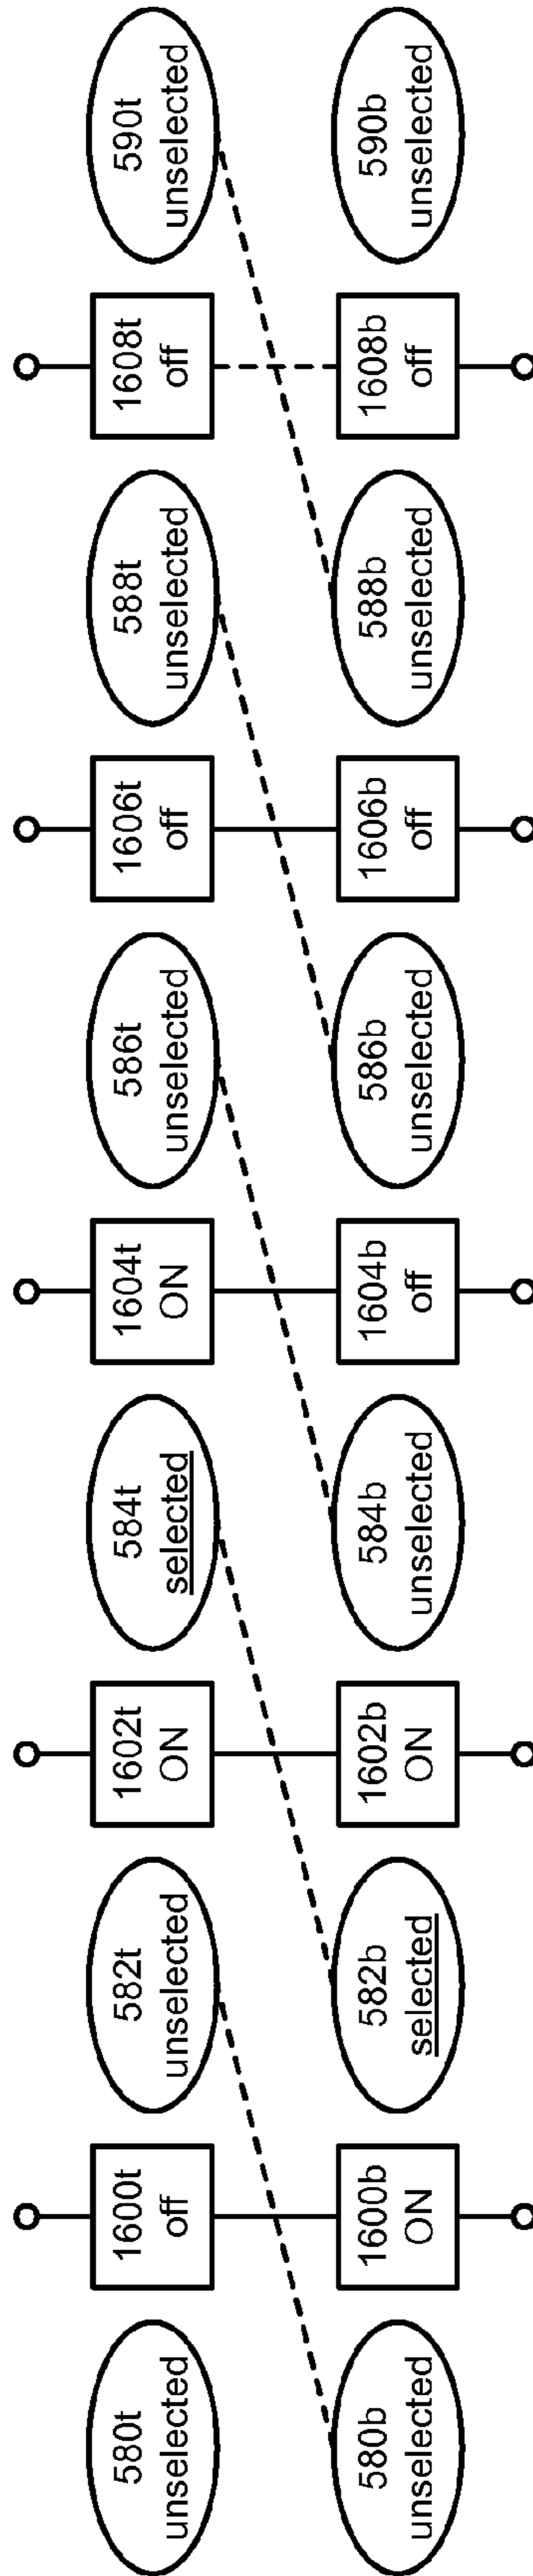 580t
unselected
1600t
off
582t
unselected
1602t
ON
584t
selected
1604t
ON
586t
unselected
1606t
off
588t
unselected
1608t
off
590t
unselected
580b
unselected
1600b
ON
582b
selected
1602b
ON
584b
unselected
1604b
off
586b
unselected
1606b
off
588b
unselected
1608b
off
590b
unselected